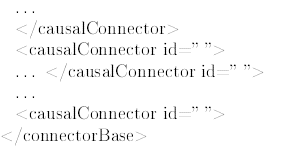 ...
</causalConnector>
<causalConnector id=" ">
... </causalConnector id=" ">
...
<causalConnector id=" ">
</connectorBase>